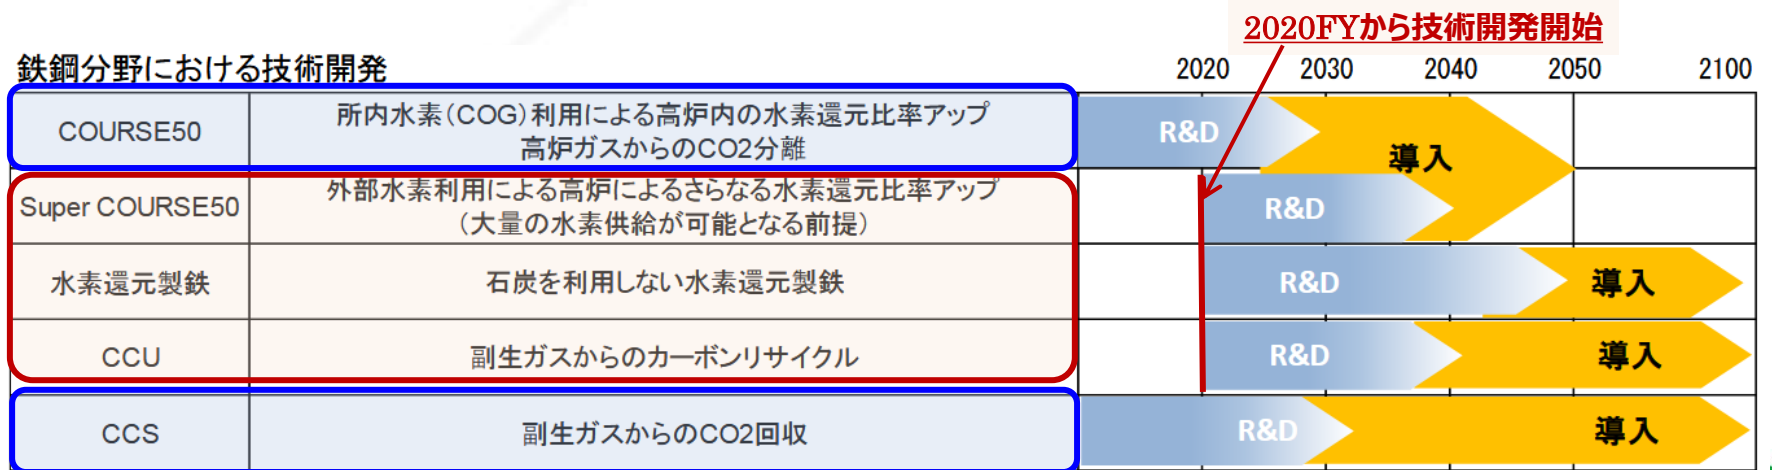 2020FYから技術開発開始
鉄鋼分野における技術開発
2020 2030 2040 2050 2100
COURSE50
所内水素(COG)利用による高炉内の水素還元比率アップ
高炉ガスからのCO2分離
R&D
導入
Super COURSE50
外部水素利用による高炉によるさらなる水素還元比率アップ
(大量の水素供給が可能となる前提)
R&D
水素還元製鉄
石炭を利用しない水素還元製鉄
R&D
導入
CCU
副生ガスからのカーボンリサイクル
R&D
導入
CCS
副生ガスからのCO2回収
R&D
導入